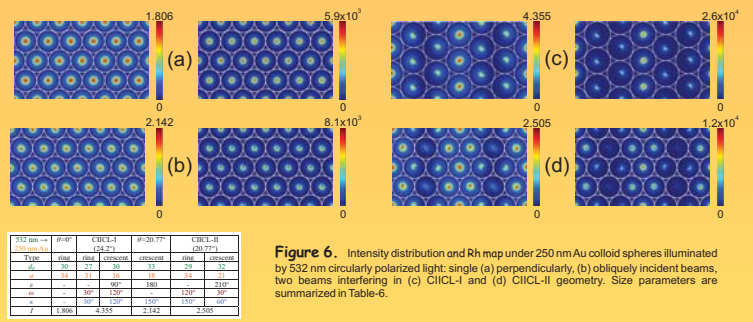 1.806
5.9x10³
4.355
2.6x10⁴
(a)
(c)
0
0
0
0
2.142
8.1x10³
2.505
1.2x10⁴
(b)
(d)
0
0
0
0
532 nm → θ=0° CIICL-I θ=20.77° CIICL-II
250 nm Au (24.2°) (20.77°)
Type ring ring crescent crescent ring crescent
30 27 30 33 29 32
34 31 16 18 34 21
ε - - 90° 180 - 210°
ω - 30° 120° - 120° 30°
κ - 30° 120° 150° 150° 60°
I 1.806 4.355 2.142 2.505
Figure 6. Intensity distribution and Rh map under 250 nm Au colloid spheres illuminated
by 532 nm circularly polarized light: single (a) perpendicularly, (b) obliquely incident beams,
two beams interfering in (c) CIICL-I and (d) CIICL-II geometry. Size parameters are
summarized in Table-6.